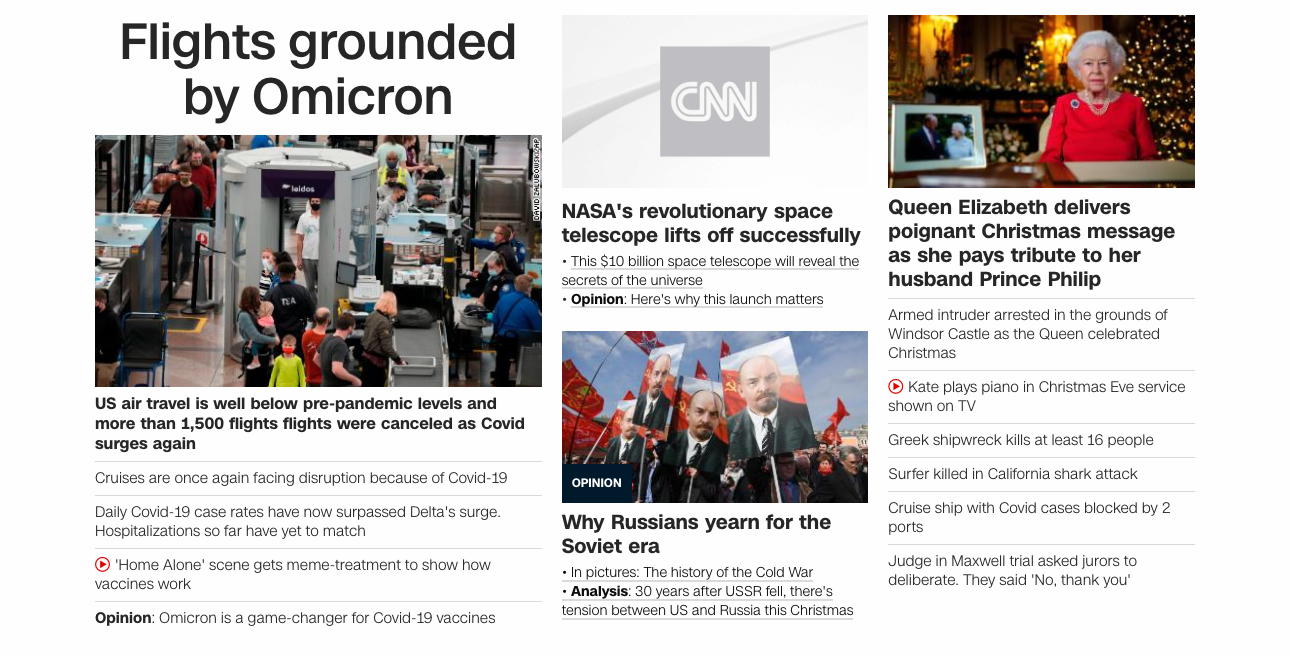 Flights grounded
by Omicron
DAVID ZALUBOWSKI/AP
leidos
TSA
US air travel is well below pre-pandemic levels and
more than 1,500 flights flights were canceled as Covid
surges again
Cruises are once again facing disruption because of Covid-19
Daily Covid-19 case rates have now surpassed Delta's surge.
Hospitalizations so far have yet to match
'Home Alone' scene gets meme-treatment to show how
vaccines work
Opinion: Omicron is a game-changer for Covid-19 vaccines
CNN
NASA's revolutionary space
telescope lifts off successfully
• This $10 billion space telescope will reveal the
secrets of the universe
• Opinion: Here's why this launch matters
OPINION
Why Russians yearn for the
Soviet era
• In pictures: The history of the Cold War
• Analysis: 30 years after USSR fell, there's
tension between US and Russia this Christmas
Queen Elizabeth delivers
poignant Christmas message
as she pays tribute to her
husband Prince Philip
Armed intruder arrested in the grounds of
Windsor Castle as the Queen celebrated
Christmas
Kate plays piano in Christmas Eve service
shown on TV
Greek shipwreck kills at least 16 people
Surfer killed in California shark attack
Cruise ship with Covid cases blocked by 2
ports
Judge in Maxwell trial asked jurors to
deliberate. They said 'No, thank you'